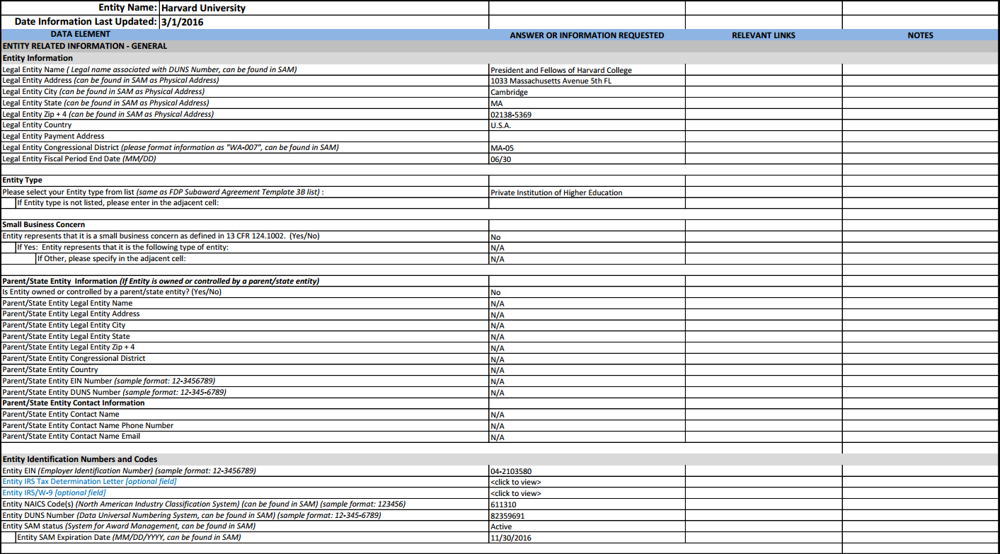 Entity Name: Harvard University
Date Information Last Updated: 3/1/2016
DATA ELEMENT ANSWER OR INFORMATION REQUESTED RELEVANT LINKS NOTES
ENTITY RELATED INFORMATION - GENERAL
Entity Information
Legal Entity Name ( Legal name associated with DUNS Number, can be found in SAM) President and Fellows of Harvard College
Legal Entity Address (can be found in SAM as Physical Address) 1033 Massachusetts Avenue 5th FL
Legal Entity City (can be found in SAM as Physical Address) Cambridge
Legal Entity State (can be found in SAM as Physical Address) MA
Legal Entity Zip + 4 (can be found in SAM as Physical Address) 02138-5369
Legal Entity Country U.S.A.
Legal Entity Payment Address
Legal Entity Congressional District (please format information as "WA-007", can be found in SAM) MA-05
Legal Entity Fiscal Period End Date (MM/DD) 06/30
Entity Type
Please select your Entity type from list (same as FDP Subaward Agreement Template 3B list) : Private Institution of Higher Education
If Entity type is not listed, please enter in the adjacent cell:
Small Business Concern
Entity represents that it is a small business concern as defined in 13 CFR 124.1002. (Yes/No) No
If Yes: Entity represents that it is the following type of entity: N/A
If Other, please specify in the adjacent cell: N/A
Parent/State Entity Information (If Entity is owned or controlled by a parent/state entity)
Is Entity owned or controlled by a parent/state entity? (Yes/No) No
Parent/State Entity Legal Entity Name N/A
Parent/State Entity Legal Entity Address N/A
Parent/State Entity Legal Entity City N/A
Parent/State Entity Legal Entity State N/A
Parent/State Entity Legal Entity Zip + 4 N/A
Parent/State Entity Congressional District N/A
Parent/State Entity Country N/A
Parent/State Entity EIN Number (sample format: 12-3456789) N/A
Parent/State Entity DUNS Number (sample format: 12-345-6789) N/A
Parent/State Entity Contact Information
Parent/State Entity Contact Name N/A
Parent/State Entity Contact Name Phone Number N/A
Parent/State Entity Contact Name Email N/A
Entity Identification Numbers and Codes
Entity EIN (Employer Identification Number) (sample format: 12-3456789) 04-2103580
Entity IRS Tax Determination Letter [optional field] <click to view>
Entity IRS/W-9 [optional field] <click to view>
Entity NAICS Code(s) (North American Industry Classification System) (can be found in SAM) (sample format: 123456) 611310
Entity DUNS Number (Data Universal Numbering System, can be found in SAM) (sample format: 12-345-6789) 82359691
Entity SAM status (System for Award Management, can be found in SAM) Active
Entity SAM Expiration Date (MM/DD/YYYY, can be found in SAM) 11/30/2016